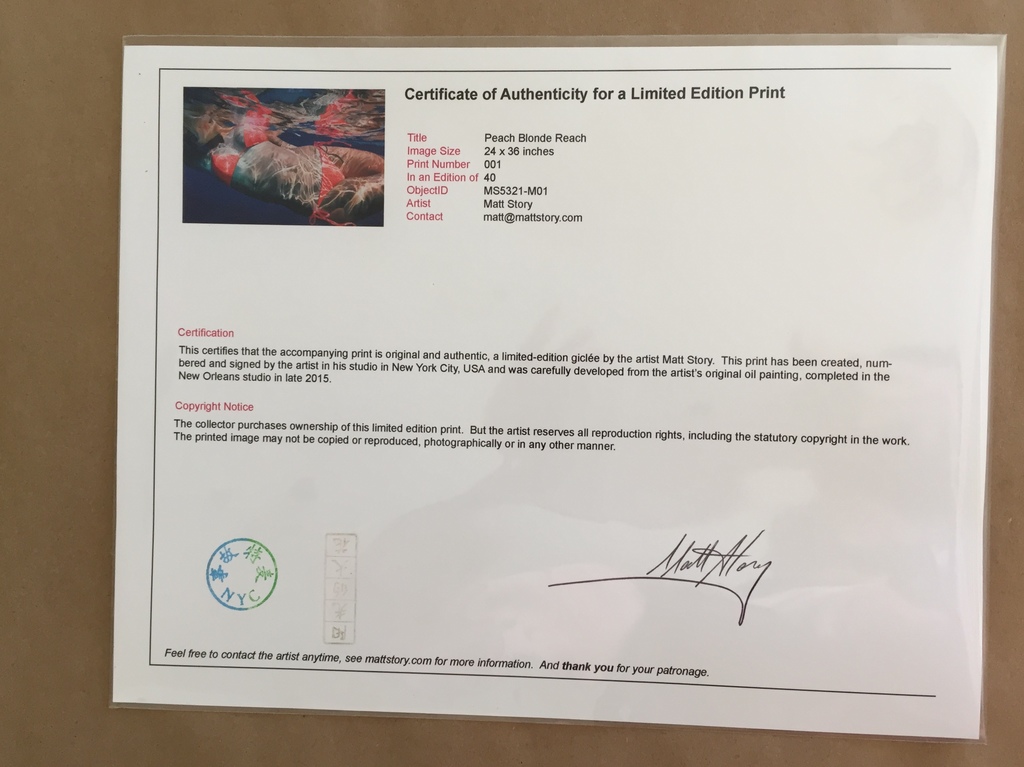 Certificate of Authenticity for a Limited Edition Print
Title Peach Blonde Reach
Image Size 24 x 36 inches
Print Number 001
In an Edition of 40
ObjectID MS5321-M01
Artist Matt Story
Contact matt@mattstory.com
Certification
This certifies that the accompanying print is original and authentic, a limited-edition giclée by the artist Matt Story. This print has been created, num-
bered and signed by the artist in his studio in New York City, USA and was carefully developed from the artist's original oil painting, completed in the
New Orleans studio in late 2015.
Copyright Notice
The collector purchases ownership of this limited edition print. But the artist reserves all reproduction rights, including the statutory copyright in the work.
The printed image may not be copied or reproduced, photographically or in any other manner.
NYC
Matt Story
Feel free to contact the artist anytime, see mattstory.com for more information. And thank you for your patronage.